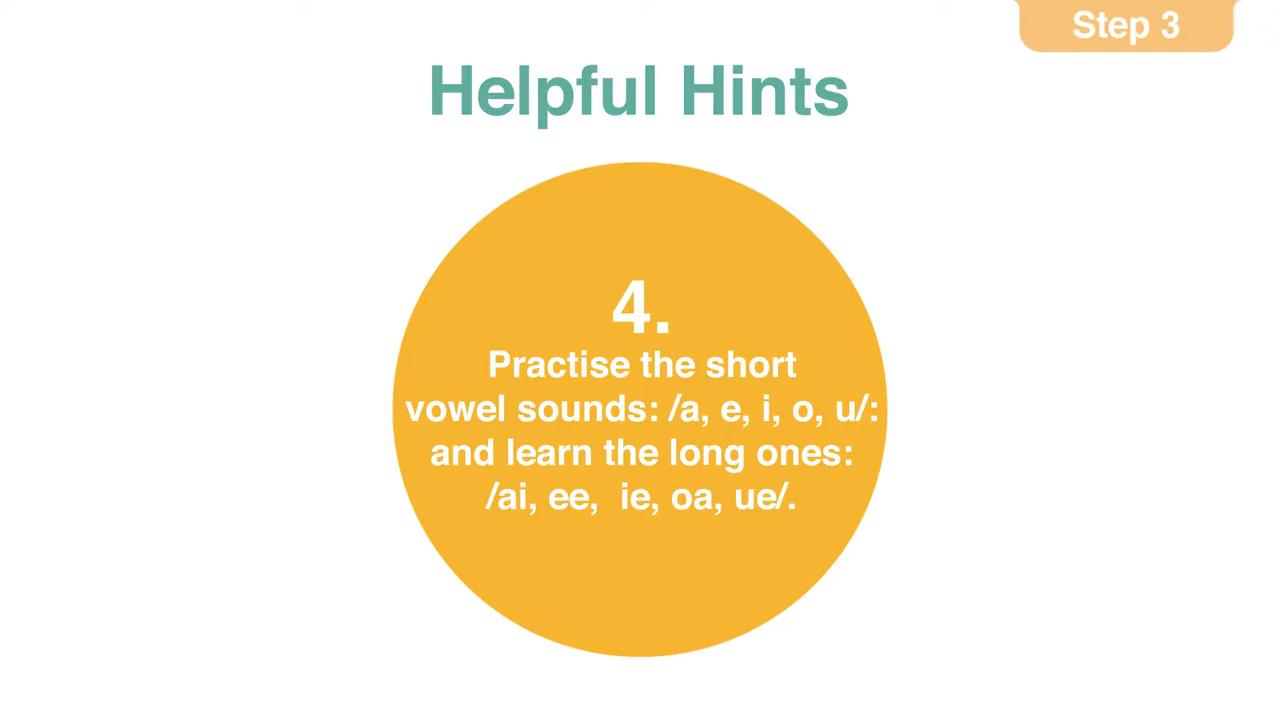 Step 3
Helpful Hints
4.
Practise the short
vowel sounds: /a, e, i, o, u/:
and learn the long ones:
/ai, ee,  ie, oa, ue/.